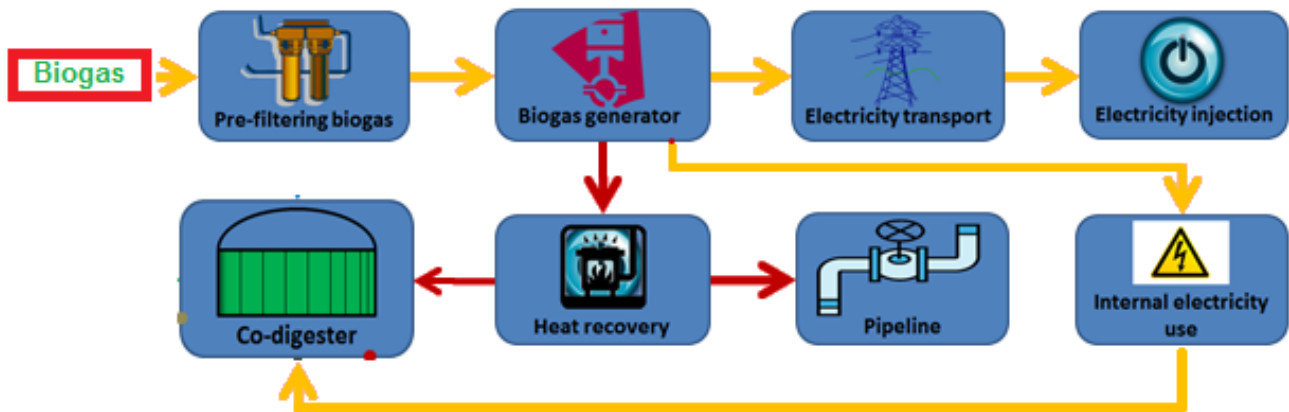 Biogas
Pre-filtering biogas
Biogas generator
Electricity transport
Electricity injection
Co-digester
Heat recovery
Pipeline
Internal electricity
use